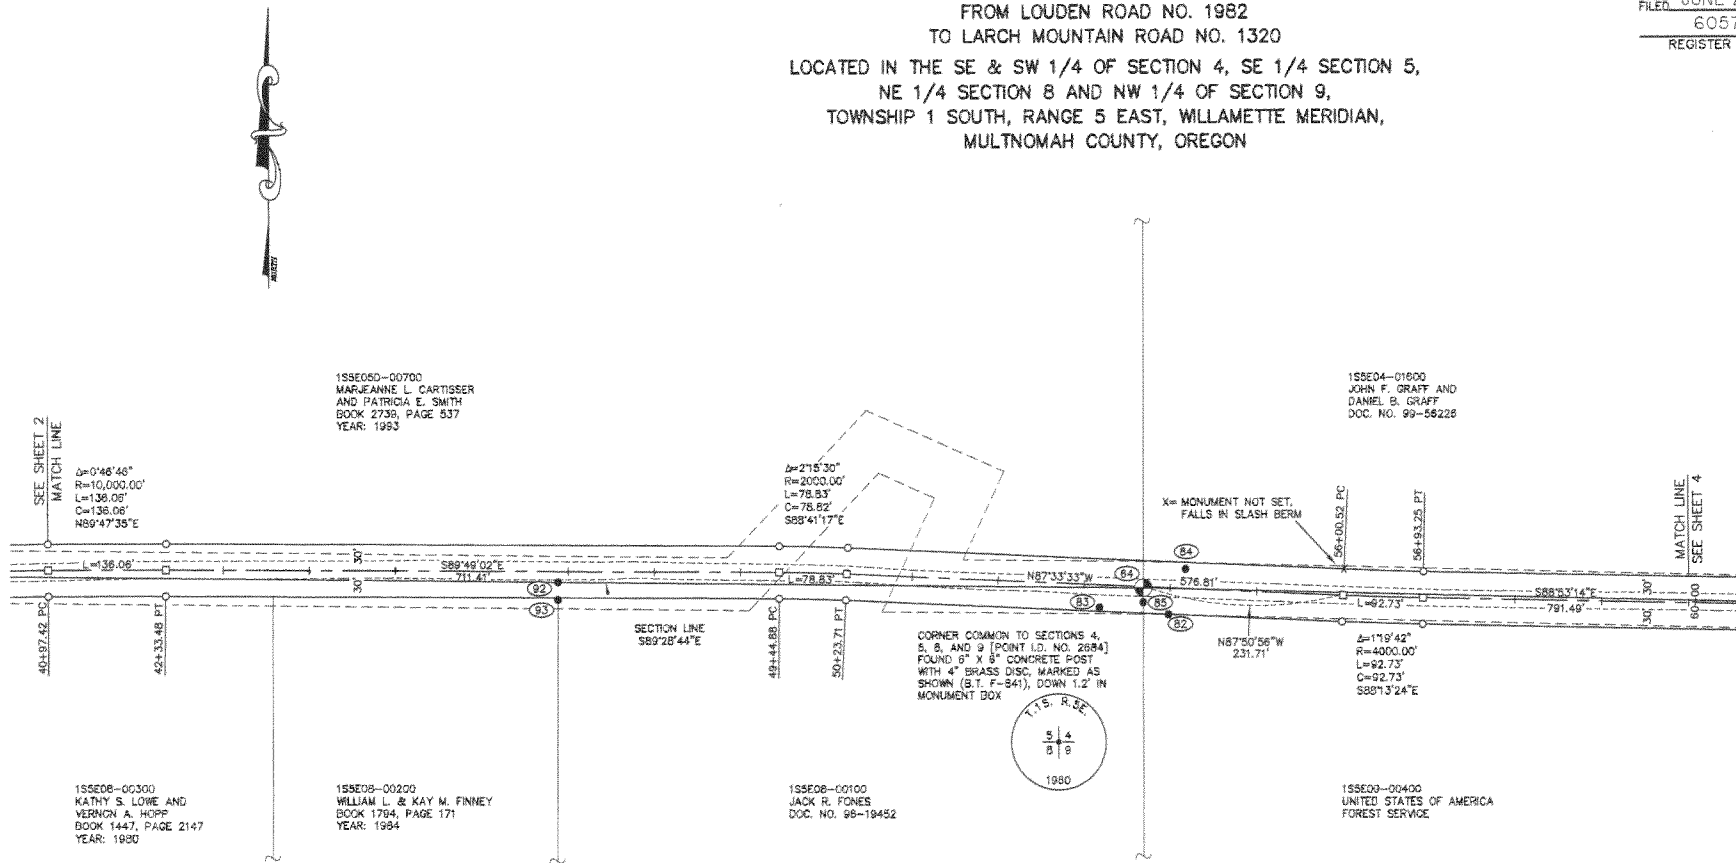 FROM LOUDEN ROAD NO. 1982
TO LARCH MOUNTAIN ROAD NO. 1320
LOCATED IN THE SE & SW 1/4 OF SECTION 4, SE 1/4 SECTION 5,
NE 1/4 SECTION 8 AND NW 1/4 OF SECTION 9,
TOWNSHIP 1 SOUTH, RANGE 5 EAST, WILLAMETTE MERIDIAN,
MULTNOMAH COUNTY, OREGON
FILED JUNE
6057
REGISTER
NORTH
1S5E05D-00700
MARJEANNE L. CARTISSER
AND PATRICIA E. SMITH
BOOK 2739, PAGE 537
YEAR: 1993
1S5E04-01600
JOHN F. GRAFF AND
DANIEL B. GRAFF
DOC. NO. 99-56226
SEE SHEET 2
MATCH LINE
Δ=0°46'46"
R=10,000.00'
L=136.06'
C=136.06'
N89°47'35"E
Δ=2°15'30"
R=2000.00'
L=78.83'
C=78.82'
S88°41'17"E
X= MONUMENT NOT SET,
FALLS IN SLASH BERM
56+00.52 PC
56+93.25 PT
MATCH LINE
SEE SHEET 4
L=136.06'
30'
30'
S89°49'02"E
711.41'
L=78.83'
N87°33'33"W
576.81'
84
84
92
93
83
85
82
L=92.73'
S88°53'14"E
791.49'
30'
30'
60+00
40+97.42 PC
42+33.48 PT
49+44.88 PC
50+23.71 PT
SECTION LINE
S89°28'44"E
CORNER COMMON TO SECTIONS 4,
5, 8, AND 9 [POINT I.D. NO. 2684]
FOUND 6" X 6" CONCRETE POST
WITH 4" BRASS DISC, MARKED AS
SHOWN (B.T. F-641), DOWN 1.2' IN
MONUMENT BOX
N87°50'56"W
231.71'
Δ=1°19'42"
R=4000.00'
L=92.73'
C=92.73'
S88°13'24"E
T.1S. R.5E.
5 4
8 9
1980
1S5E08-00300
KATHY S. LOWE AND
VERNON A. HOPP
BOOK 1447, PAGE 2147
YEAR: 1980
1S5E08-00200
WILLIAM L. & KAY M. FINNEY
BOOK 1794, PAGE 171
YEAR: 1984
1S5E08-00100
JACK R. FONES
DOC. NO. 98-19452
1S5E09-00400
UNITED STATES OF AMERICA
FOREST SERVICE